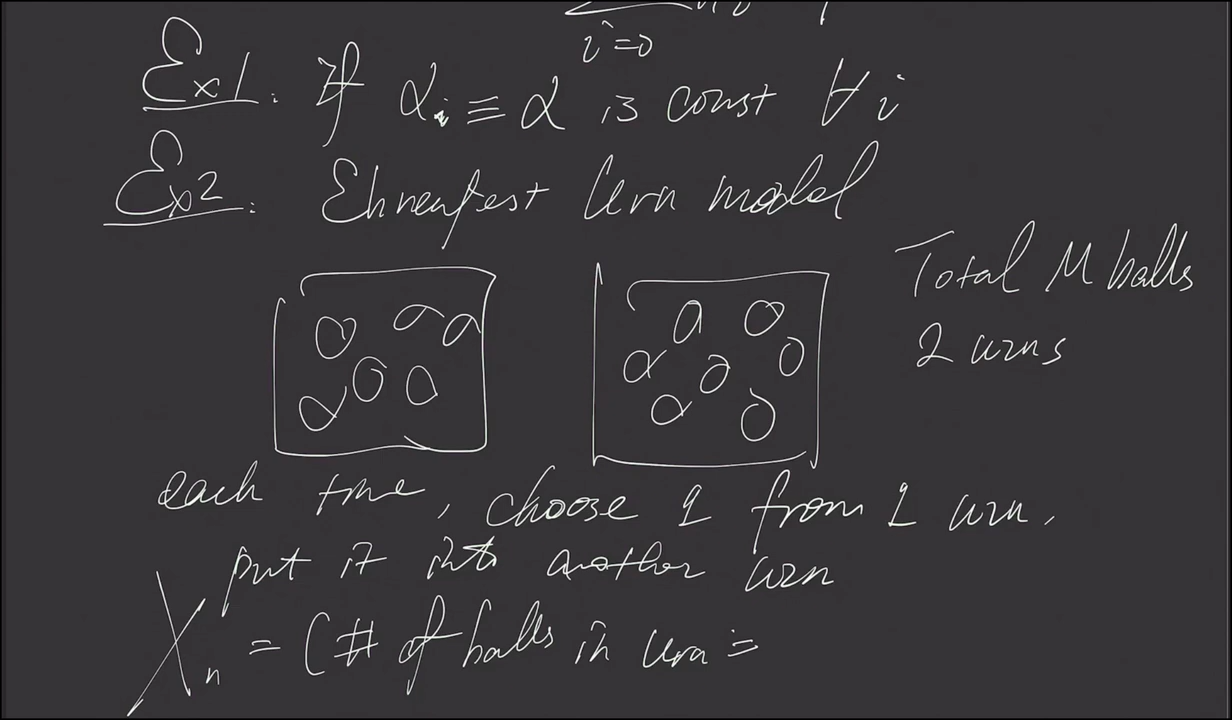 i=0
Ex1. If αᵢ ≡ α is const ∀ i
Ex2. Ehrenfest Urn model
Total M balls
2 urns
each time, choose 1 from 1 urn,
put it into another urn
Xₙ = (# of balls in urn =